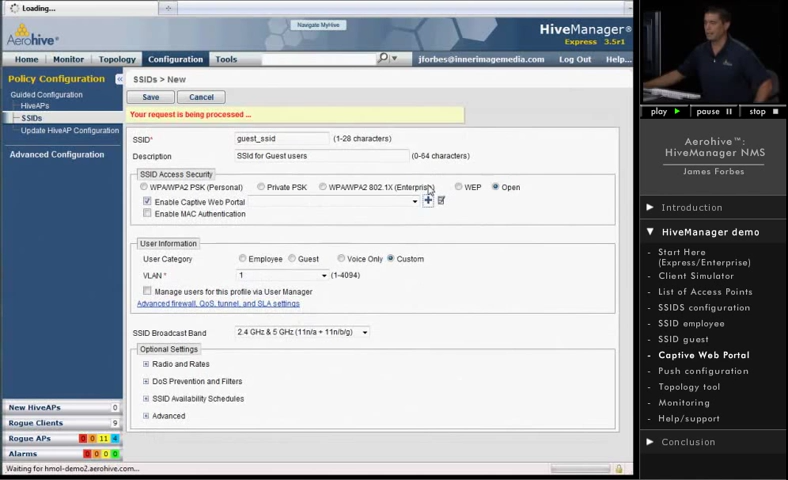 Loading...
Navigate MyHive
Aerohive
HiveManager®
Express 3.5r1
Home Monitor Topology Configuration Tools
jforbes@innerimagemedia.com Log Out Help...
Policy Configuration
Guided Configuration
HiveAPs
SSIDs
Update HiveAP Configuration
Advanced Configuration
New HiveAPs 0
Rogue Clients 9
Rogue APs 0 0 11 4
Alarms 0 0 0 0
SSIDs > New
Save Cancel
Your request is being processed ...
SSID* guest_ssid (1-28 characters)
Description SSId for Guest users (0-64 characters)
SSID Access Security
WPA/WPA2 PSK (Personal) Private PSK WPA/WPA2 802.1X (Enterprise) WEP Open
Enable Captive Web Portal
Enable MAC Authentication
User Information
User Category Employee Guest Voice Only Custom
VLAN * 1 (1-4094)
Manage users for this profile via User Manager
Advanced firewall, QoS, tunnel, and SLA settings
SSID Broadcast Band 2.4 GHz & 5 GHz (11n/a + 11n/b/g)
Optional Settings
Radio and Rates
DoS Prevention and Filters
SSID Availability Schedules
Advanced
Waiting for hmol-demo2.aerohive.com...
play pause stop
Aerohive™:
HiveManager NMS
James Forbes
Introduction
HiveManager demo
- Start Here
(Express/Enterprise)
- Client Simulator
- List of Access Points
- SSIDS configuration
- SSID employee
- SSID guest
- Captive Web Portal
- Push configuration
- Topology tool
- Monitoring
- Help/support
Conclusion